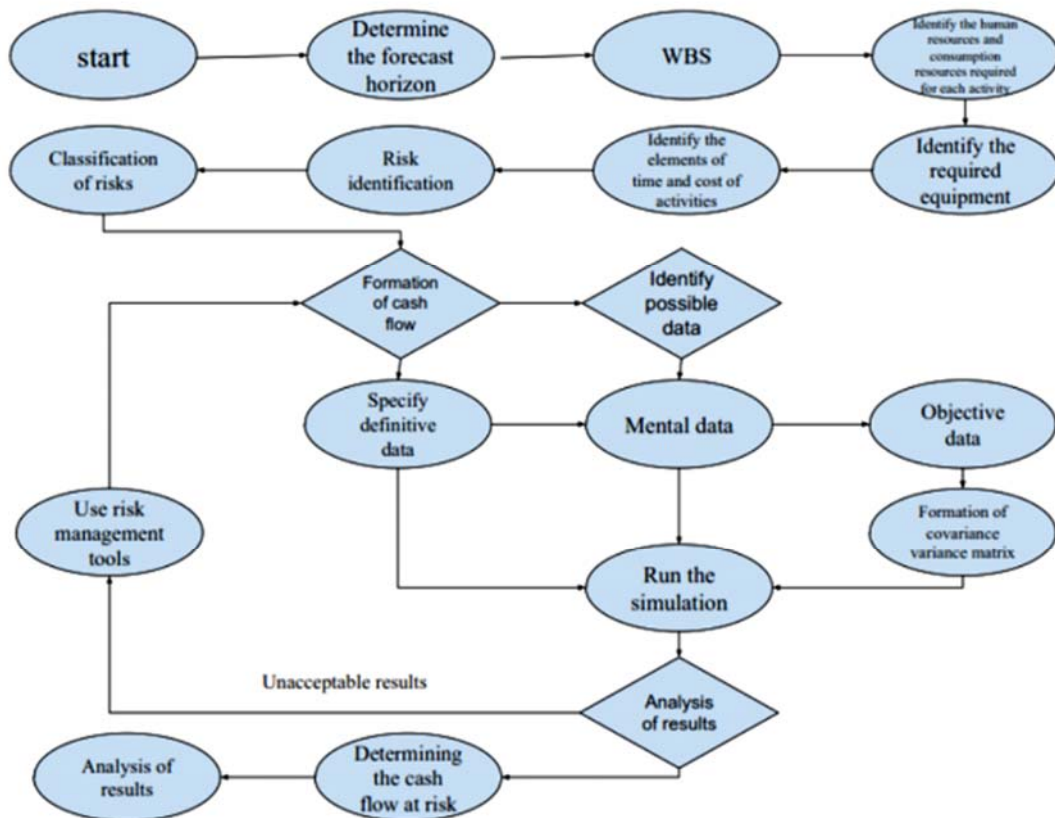 start
Determine
the forecast
horizon
WBS
Identify the human
resources and
consumption
resources required
for each activity
Classification
of risks
Risk
identification
Identify the
elements of
time and cost of
activities
Identify the
required
equipment
Formation
of cash
flow
Identify
possible
data
Specify
definitive
data
Mental data
Objective
data
Use risk
management
tools
Formation of
covariance
variance matrix
Run the
simulation
Unacceptable results
Analysis
of results
Analysis of
results
Determining
the cash
flow at risk